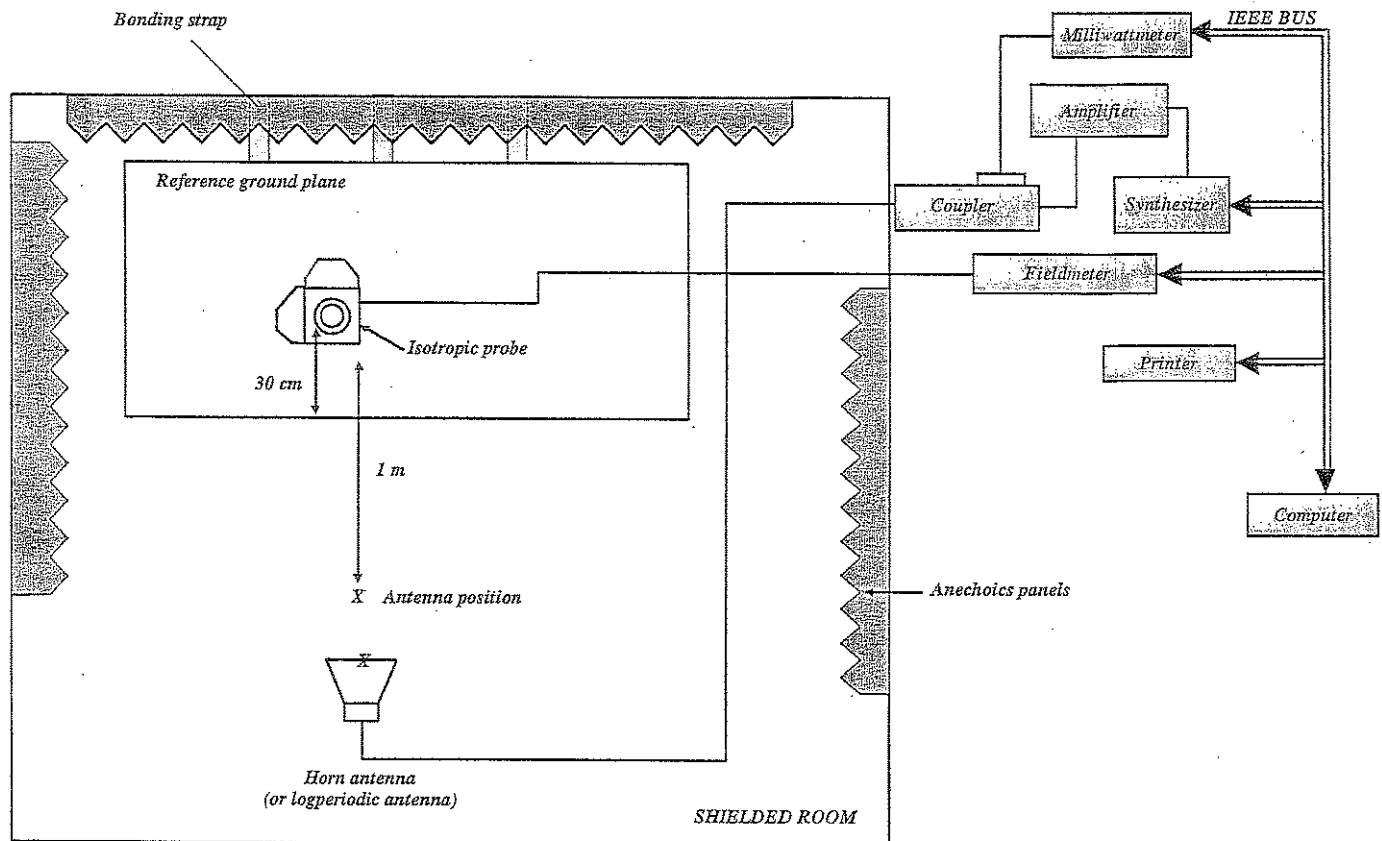 Bonding strap
IEEE BUS
Milliwattmeter
Amplifier
Reference ground plane
Coupler
Synthesizer
Fieldmeter
Isotropic probe
30 cm
Printer
1 m
Computer
X Antenna position
Anechoics panels
X
Horn antenna
(or logperiodic antenna)
SHIELDED ROOM